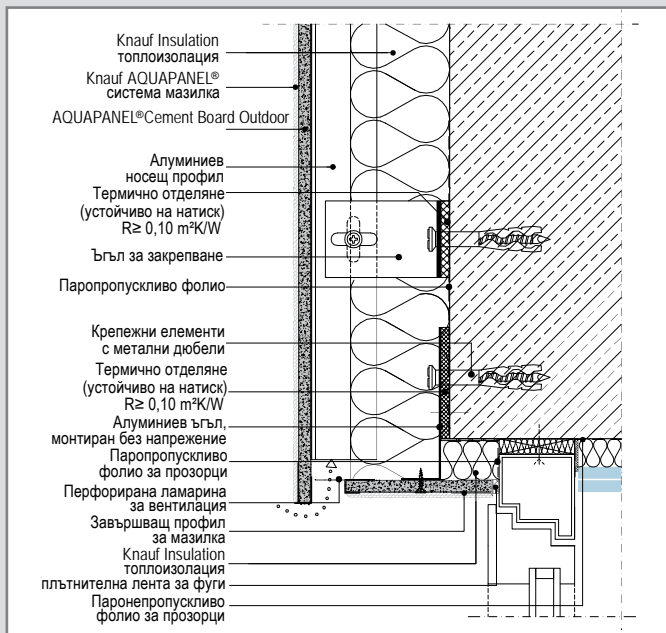 Knauf Insulation
топлоизолация
Knauf AQUAPANEL®
система мазилка
AQUAPANEL®Cement Board Outdoor
Алуминиев
носещ профил
Термично отделяне
(устойчиво на натиск)
R≥ 0,10 m²K/W
Ъгъл за закрепване
Паропропускливо фолио
Крепежни елементи
с метални дюбели
Термично отделяне
(устойчиво на натиск)
R≥ 0,10 m²K/W
Алуминиев ъгъл,
монтиран без напрежение
Паропропускливо
фолио за прозорци
Перфорирана ламарина
за вентилация
Завършващ профил
за мазилка
Knauf Insulation
топлоизолация
плътнителна лента за фуги
Паронепропускливо
фолио за прозорци